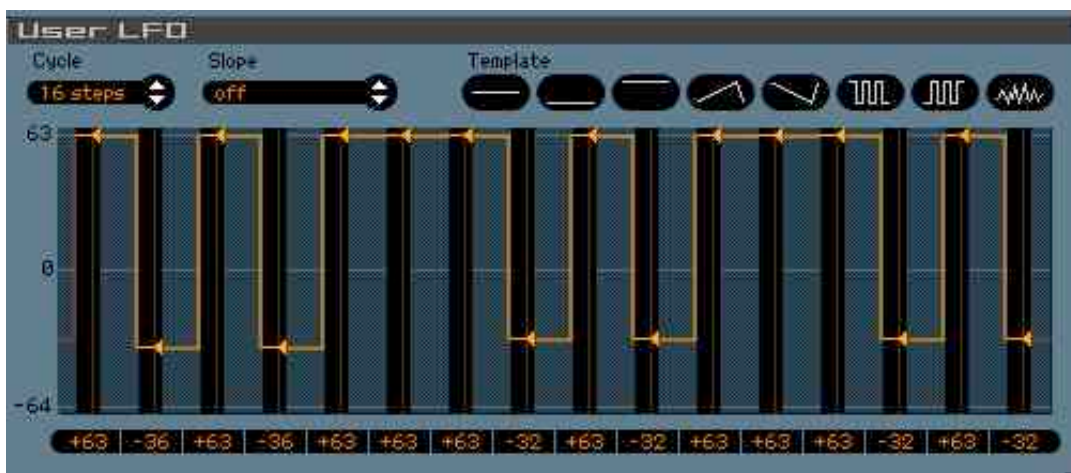 User LFO
Cycle Slope Template
16 steps off
63
0
-64
+63 -36 +63 -36 +63 +63 +63 -32 +63 -32 +63 +63 +63 -32 +63 -32